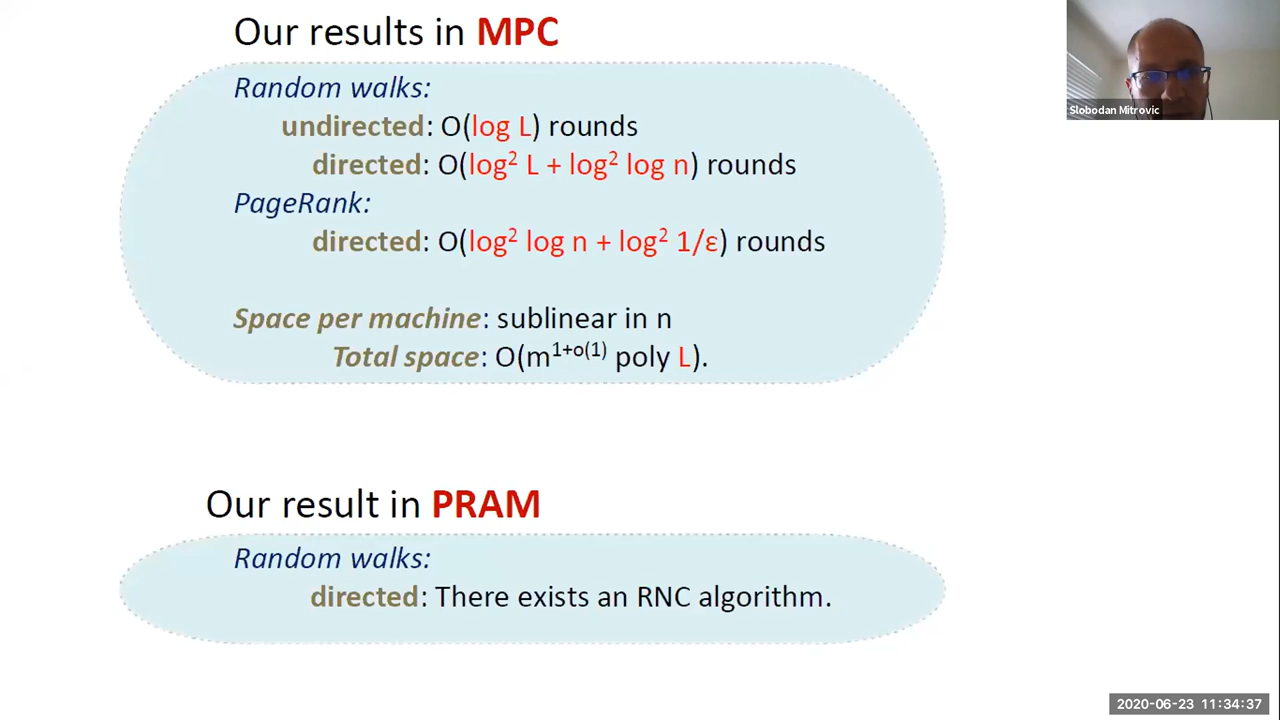 Our results in MPC
Slobodan Mitrovic
Random walks:
undirected: O(log L) rounds
directed: O(log² L + log² log n) rounds
PageRank:
directed: O(log² log n + log² 1/ε) rounds
Space per machine: sublinear in n
Total space: O(m¹⁺ᵒ⁽¹⁾ poly L).
Our result in PRAM
Random walks:
directed: There exists an RNC algorithm.
2020-06-23 11:34:37